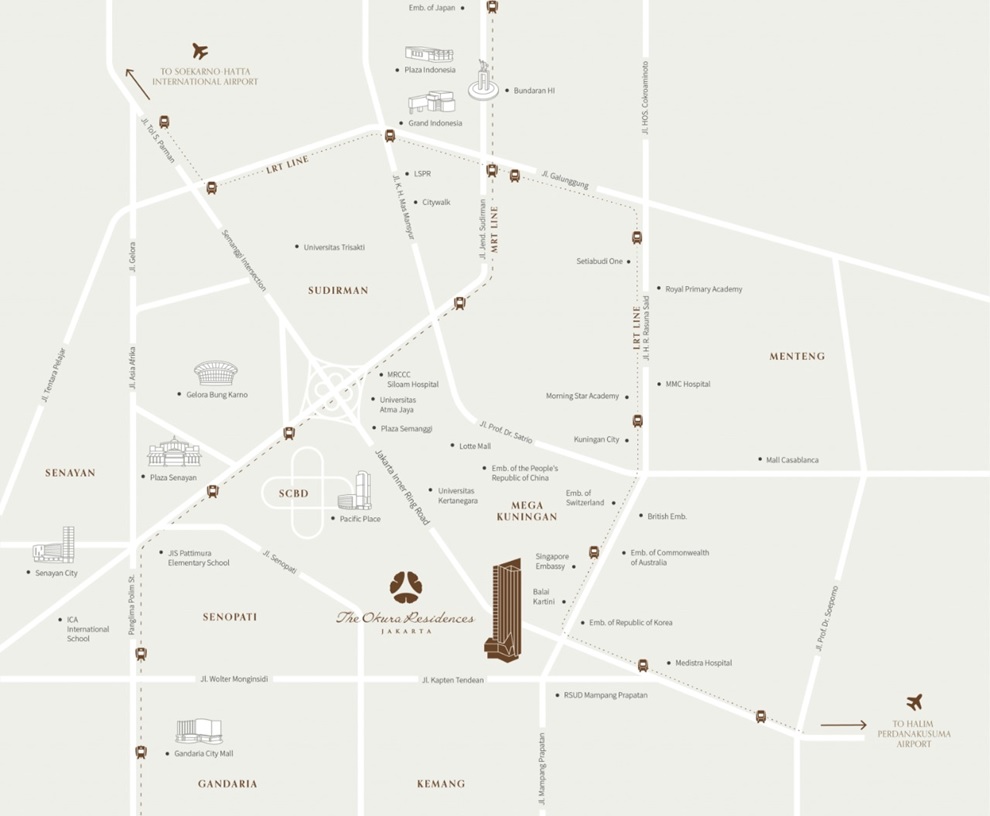 Emb. of Japan
TO SOEKARNO-HATTA
INTERNATIONAL AIRPORT
Plaza Indonesia
Bundaran HI
Grand Indonesia
Jl. HOS. Cokroaminoto
Jl. Tol S. Parman
LRT LINE
LSPR
Citywalk
Jl. K. H. Mas Mansyur
Jl. Galunggung
Jl. Jend. Sudirman
MRT LINE
Jl. Gelora
Semanggi Intersection
Universitas Trisakti
Setiabudi One
SUDIRMAN
Royal Primary Academy
LRT LINE
Jl. H. R. Rasuna Said
MENTENG
Jl. Tentara Pelajar
Jl. Asia Afrika
Gelora Bung Karno
MRCCC
Siloam Hospital
Universitas
Atma Jaya
Plaza Semanggi
MMC Hospital
Morning Star Academy
Jl. Prof. Dr. Satrio
Kuningan City
Lotte Mall
Mall Casablanca
SENAYAN
Plaza Senayan
Jakarta Inner Ring Road
Emb. of the People's
Republic of China
SCBD
Universitas
Kertanegara
Emb. of
Switzerland
MEGA
KUNINGAN
Pacific Place
British Emb.
JIS Pattimura
Elementary School
Jl. Senopati
Singapore
Embassy
Emb. of Commonwealth
of Australia
Senayan City
Panglima Polim St.
Balai
Kartini
Jl. Prof. Dr. Soepomo
ICA
International
School
SENOPATI
The Okura Residences
JAKARTA
Emb. of Republic of Korea
Medistra Hospital
Jl. Wolter Monginsidi
Jl. Kapten Tendean
RSUD Mampang Prapatan
TO HALIM
PERDANAKUSUMA
AIRPORT
Gandaria City Mall
Jl. Mampang Prapatan
GANDARIA
KEMANG